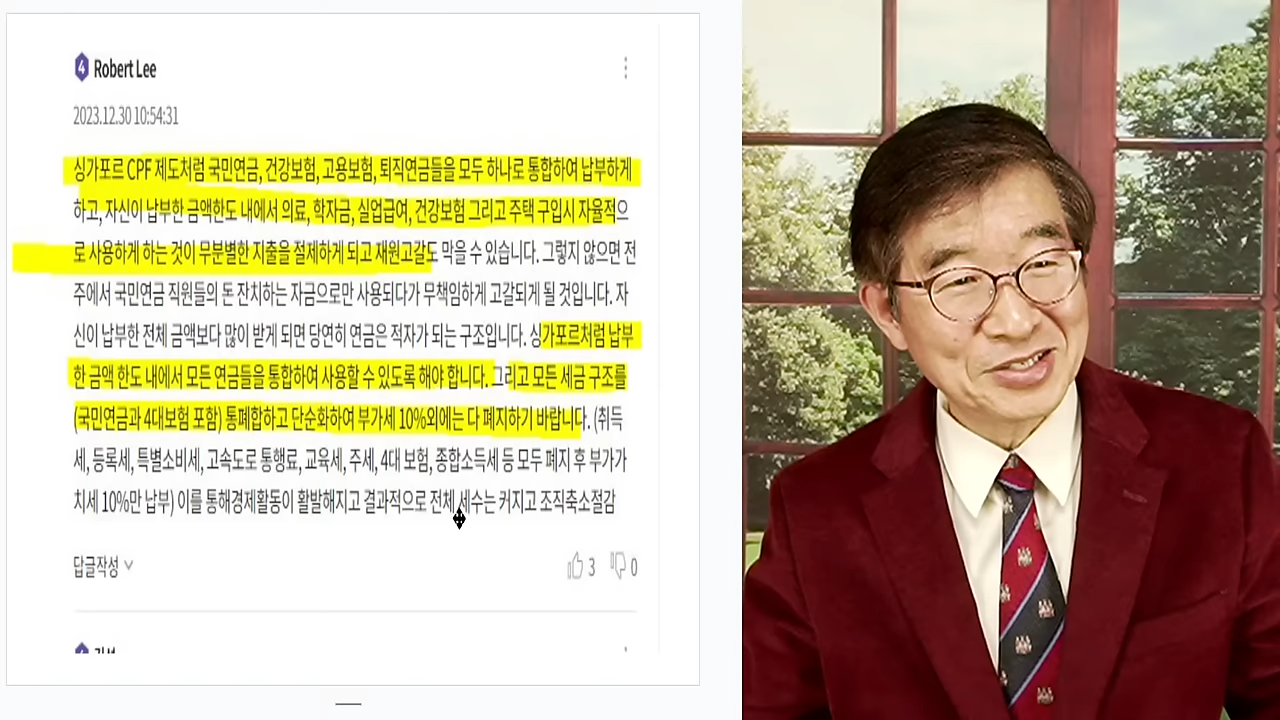 4 Robert Lee
2023.12.30 10:54:31
싱가포르 CPF 제도처럼 국민연금, 건강보험, 고용보험, 퇴직연금들을 모두 하나로 통합하여 납부하게
하고, 자신이 납부한 금액한도 내에서 의료, 학자금, 실업급여, 건강보험 그리고 주택 구입시 자율적으
로 사용하게 하는 것이 무분별한 지출을 절제하게 되고 재원고갈도 막을 수 있습니다. 그렇지 않으면 전
주에서 국민연금 직원들의 돈 잔치하는 자금으로만 사용되다가 무책임하게 고갈되게 될 것입니다. 자
신이 납부한 전체 금액보다 많이 받게 되면 당연히 연금은 적자가 되는 구조입니다. 싱가포르처럼 납부
한 금액 한도 내에서 모든 연금들을 통합하여 사용할 수 있도록 해야 합니다. 그리고 모든 세금 구조를
(국민연금과 4대보험 포함) 통폐합하고 단순화하여 부가세 10%외에는 다 폐지하기 바랍니다. (취득
세, 등록세, 특별소비세, 고속도로 통행료, 교육세, 주세, 4대 보험, 종합소득세 등 모두 폐지 후 부가가
치세 10%만 납부) 이를 통해경제활동이 활발해지고 결과적으로 전체 세수는 커지고 조직축소절감
답글작성
3 0